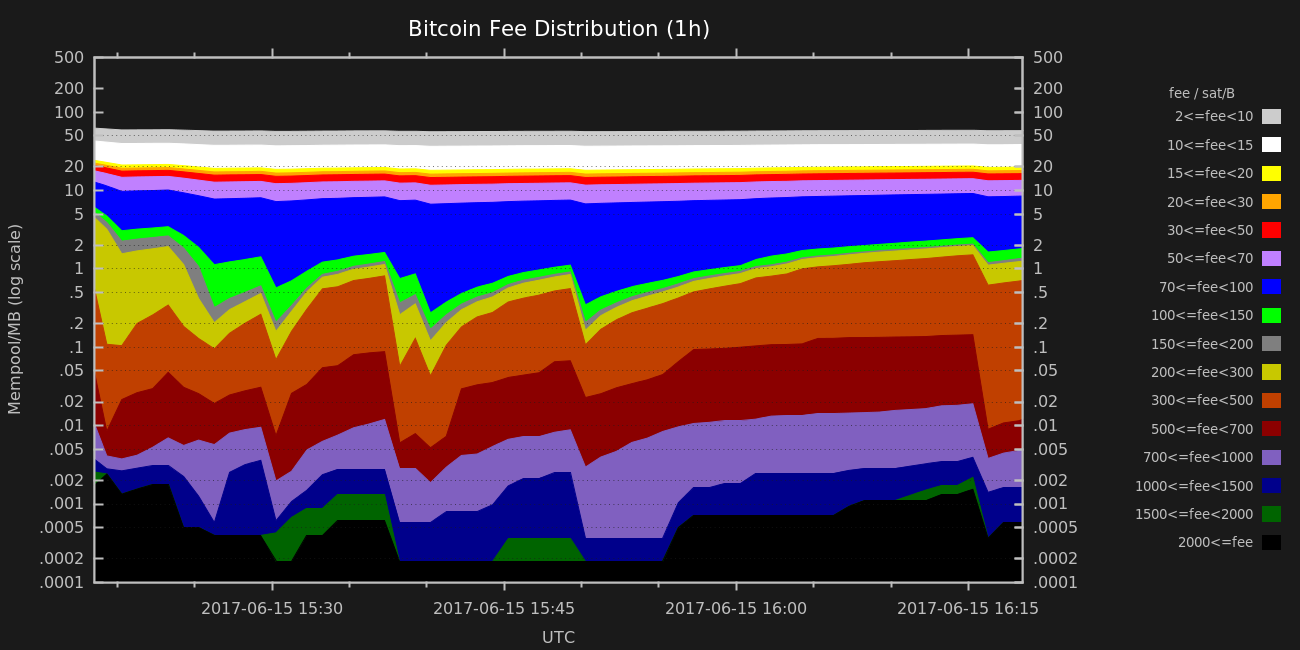 Bitcoin Fee Distribution (1h)
Mempool/MB (log scale)
500
200
100
50
20
10
5
2
1
.5
.2
.1
.05
.02
.01
.005
.002
.001
.0005
.0002
.0001
500
200
100
50
20
10
5
2
1
.5
.2
.1
.05
.02
.01
.005
.002
.001
.0005
.0002
.0001
fee / sat/B
2<=fee<10
10<=fee<15
15<=fee<20
20<=fee<30
30<=fee<50
50<=fee<70
70<=fee<100
100<=fee<150
150<=fee<200
200<=fee<300
300<=fee<500
500<=fee<700
700<=fee<1000
1000<=fee<1500
1500<=fee<2000
2000<=fee
2017-06-15 15:30 2017-06-15 15:45 2017-06-15 16:00 2017-06-15 16:15
UTC